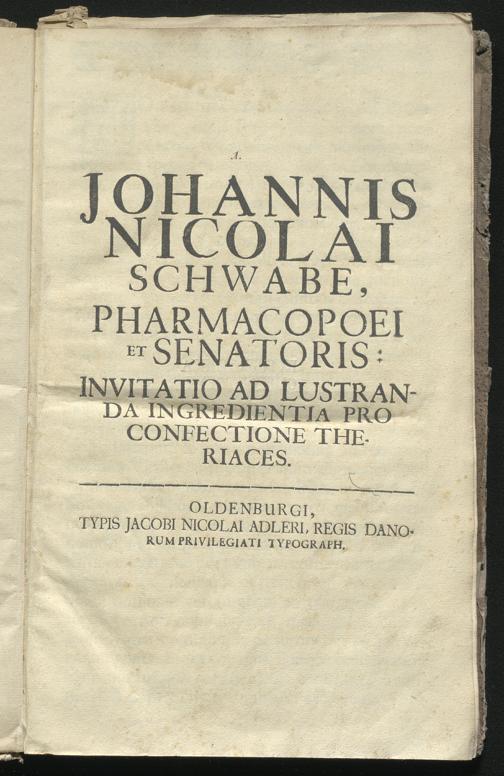 A.
JOHANNIS
NICOLAI
SCHWABE,
PHARMACOPOEI
ET SENATORIS:
INVITATIO AD LUSTRAN-
DA INGREDIENTIA PRO
CONFECTIONE THE-
RIACES.
OLDENBURGI,
TYPIS JACOBI NICOLAI ADLERI, REGIS DANO-
RUM PRIVILEGIATI TYPOGRAPH.